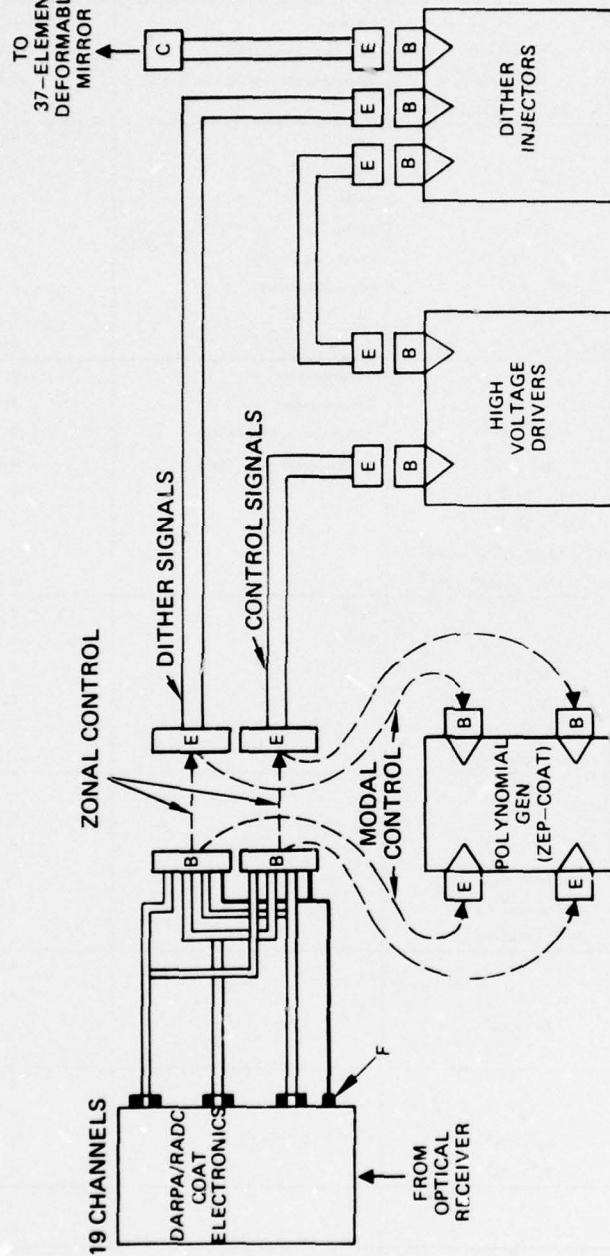 19 CHANNELS
DARPA/RADC
COAT
ELECTRONICS
FROM
OPTICAL
RECEIVER
F
B
B
ZONAL CONTROL
E
E
DITHER SIGNALS
CONTROL SIGNALS
MODAL
CONTROL
E
E
POLYNOMIAL
GEN
(ZEP-COAT)
B
B
E
B
E
B
HIGH
VOLTAGE
DRIVERS
E
B
E
B
E
B
DITHER
INJECTORS
C
TO
37-ELEMENT
DEFORMABLE
MIRROR